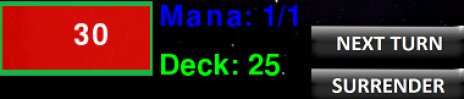 30
Mana: 1/1
Deck: 25
NEXT TURN
SURRENDER